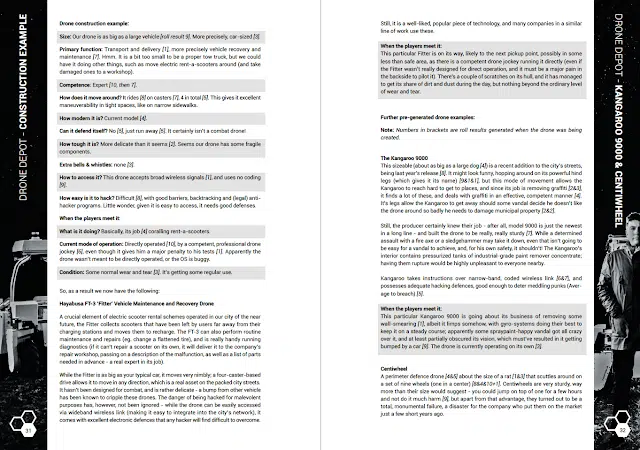 DRONE DEPOT - CONSTRUCTION EXAMPLE
Drone construction example:
Size: Our drone is as big as a large vehicle [roll result 9]. More precisely, car-sized [3].
Primary function: Transport and delivery [1], more precisely vehicle recovery and
maintenance [7]. Hmm. It is a bit too small to be a proper tow truck, but we could
have it doing other things, such as move electric rent-a-scooters around (and take
damaged ones to a workshop).
Competence: Expert [10, then 7].
How does it move around? It rides [6] on casters [7], 4 in total [5]. This gives it excellent
maneuverability in tight spaces, like on narrow sidewalks.
How modern is it? Current model [4].
Can it defend itself? No [5], just run away [5]. It certainly isn't a combat drone!
How tough is it? More delicate than it seems [2]. Seems our drone has some fragile
components.
Extra bells & whistles: none [3].
How to access it? This drone accepts broad wireless signals [1], and uses no coding
[9].
How easy is it to hack? Difficult [8], with good barriers, backtracking and (legal) anti-
hacker programs. Little wonder, given it is easy to access, it needs good defenses.
When the players meet it:
What is it doing? Basically, its job [4] coralling rent-a-scooters.
Current mode of operation: Directly operated [10], by a competent, professional drone
jockey [6], even though it gives him a major penalty to his tests [1]. Apparently the
drone wasn't meant to be directly operated, or the OS is buggy.
Condition: Some normal wear and tear [3]. It's getting some regular use.
So, as a result we now have the following:
Hayabusa FT-3 'Fitter' Vehicle Maintenance and Recovery Drone
A crucial element of electric scooter rental schemes operated in our city of the near
future, the Fitter collects scooters that have been left by users far away from their
charging stations and moves them to recharge. The FT-3 can also perform routine
maintenance and repairs (eg. change a flattened tire), and is really handy running
diagnostics (if it can't repair a scooter on its own, it will deliver it to the company's
repair workshop, passing on a description of the malfunction, as well as a list of parts
needed in advance - a real expert in its job).
While the Fitter is as big as your typical car, it moves very nimbly; a four-caster-based
drive allows it to move in any direction, which is a real asset on the packed city streets.
It hasn't been designed for combat, and is rather delicate - a bump from other vehicle
has been known to cripple these drones. The danger of being hacked for malevolent
purposes has, however, not been ignored - while the drone can be easily accessed
via wideband wireless link (making it easy to integrate into the city's network), it
comes with excellent electronic defences that any hacker will find difficult to overcome.
31
Still, it is a well-liked, popular piece of technology, and many companies in a similar
line of work use these.
When the players meet it:
This particular Fitter is on its way, likely to the next pickup point, possibly in some
less than safe area, as there is a competent drone jockey running it directly (even if
the Fitter wasn't really designed for direct operation, and it must be a major pain in
the backside to pilot it). There's a couple of scratches on its hull, and it has managed
to get its share of dirt and dust during the day, but nothing beyond the ordinary level
of wear and tear.
Further pre-generated drone examples:
Note: Numbers in brackets are roll results generated when the drone was being
created.
The Kangaroo 9000
This sizeable (about as big as a large dog [4]) is a recent addition to the city's streets,
being last year's release [8]. It might look funny, hopping around on its powerful hind
legs (which gives its name) [9&1&1], but this mode of movement allows the Kangaroo
to reach hard to get to places, and since its job is removing graffiti [2&3],
it finds a lot of these, and deals with graffiti in an effective, competent manner [4].
It's legs allow the Kangaroo to get away should some vandal decide he doesn't like
the drone around so badly he needs to damage municipal property [2&2].
Still, the producer certainly knew their job - after all, model 9000 is just the newest
in a long line - and built the drone to be really, really sturdy [7]. While a determined
assault with a fire axe or a sledgehammer may take it down, even that isn't going to
be easy for a vandal to achieve, and, for his own safety, it shouldn't! The Kangaroo's
interior contains pressurized tanks of industrial-grade paint remover concentrate;
having them rupture would be highly unpleasant to everyone nearby.
Kangaroo takes instructions over narrow-band, coded wireless link [6&7], and
possesses adequate hacking defences, good enough to deter meddling punks (Aver-
age to breach) [5].
When the players meet it:
This particular Kangaroo 9000 is going about its business of removing some
wall-smearing [1], albeit it limps somehow, with gyro-systems doing their best to
keep it on a steady course; apparently some spraypaint-happy vandal got all crazy
over it, and at least partially obscured its vision, which must've resulted in it getting
bumped by a car [9]. The drone is currently operating on its own [3].
Centiwheel
A perimeter defence drone [4&5] about the size of a rat [1&3] that scuttles around on
a set of nine wheels (one in a center) [8&4&10+1]. Centiwheels are very sturdy, way
more than their size would suggest - you could jump on top of one for a few hours
and not do it much harm [9], but apart from that advantage, they turned out to be a
total, monumental failure, a disaster for the company who put them on the market
just a few short years ago.
DRONE DEPOT - KANGAROO 9000 & CENTIWHEEL
32